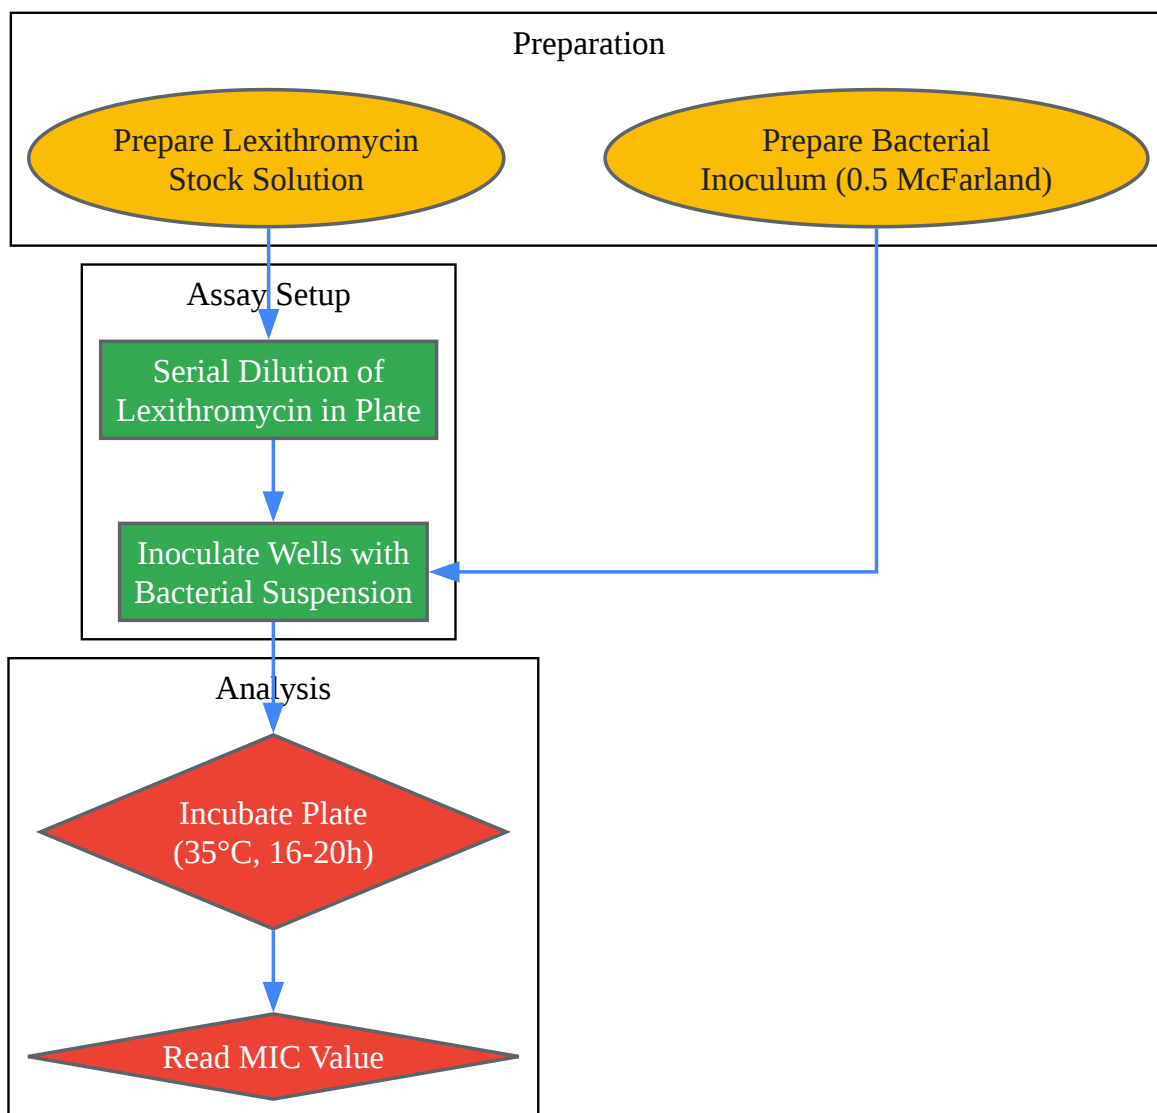 Preparation
Prepare Lexithromycin
Stock Solution
Prepare Bacterial
Inoculum (0.5 McFarland)
Assay Setup
Serial Dilution of
Lexithromycin in Plate
Inoculate Wells with
Bacterial Suspension
Analysis
Incubate Plate
(35°C, 16-20h)
Read MIC Value